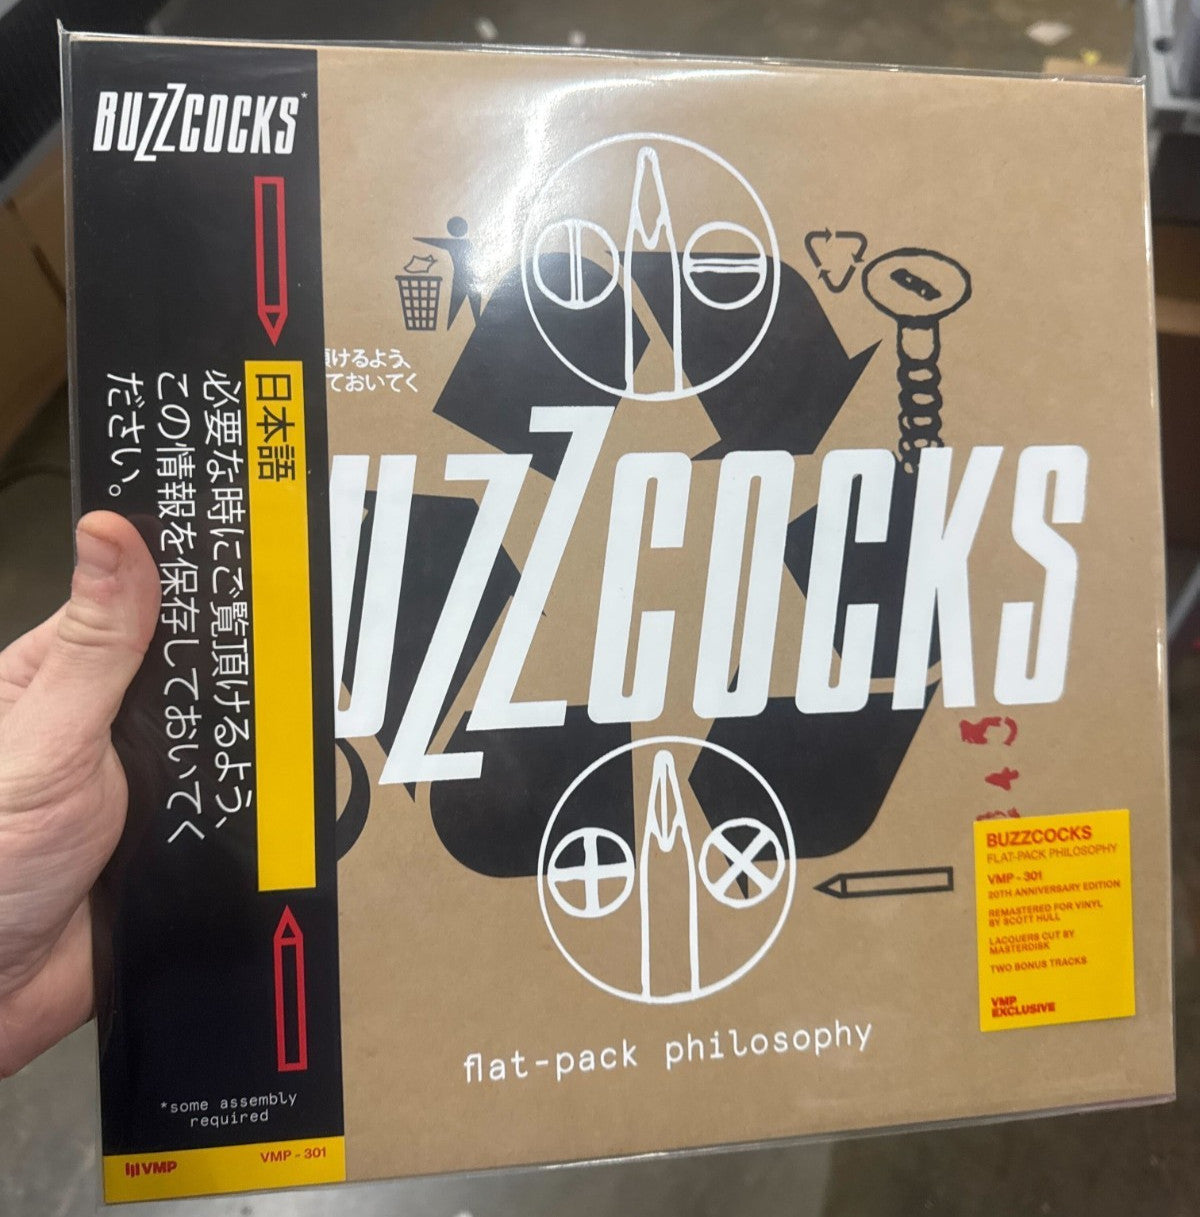 BUZZCOCKS*
日本語
必要な時にご覧頂けるよう、
この情報を保存しておいてく
ださい。
*some assembly
required
VMP
VMP - 301
頂けるよう、
ておいてく
UZZCOCKS
flat-pack philosophy
BUZZCOCKS
FLAT-PACK PHILOSOPHY
VMP - 301
20TH ANNIVERSARY EDITION
REMASTERED FOR VINYL
BY SCOTT HULL
LACQUERS CUT BY
MASTERDISK
TWO BONUS TRACKS
VMP
EXCLUSIVE